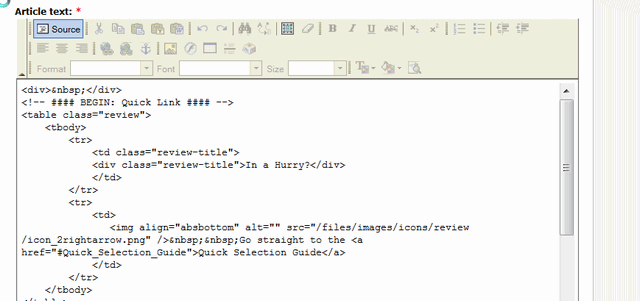 Article text: *
Source
B I U ABC x₂ x²
Format Font Size
<div>&nbsp;</div>
<!-- #### BEGIN: Quick Link #### -->
<table class="review">
<tbody>
<tr>
<td class="review-title">
<div class="review-title">In a Hurry?</div>
</td>
</tr>
<tr>
<td>
<img align="absbottom" alt="" src="/files/images/icons/review
/icon_2rightarrow.png" />&nbsp;&nbsp;Go straight to the <a
href="#Quick_Selection_Guide">Quick Selection Guide</a>
</td>
</tr>
</tbody>